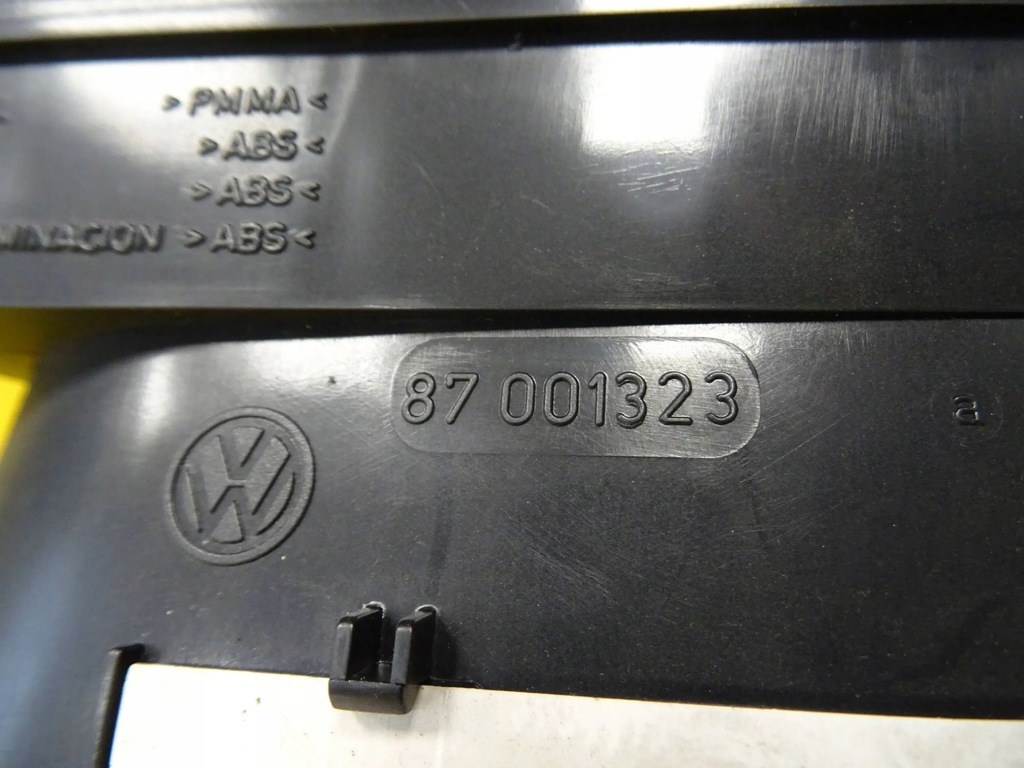 >PMMA<
>ABS<
>ABS<
MINACION >ABS<
87 001323
a